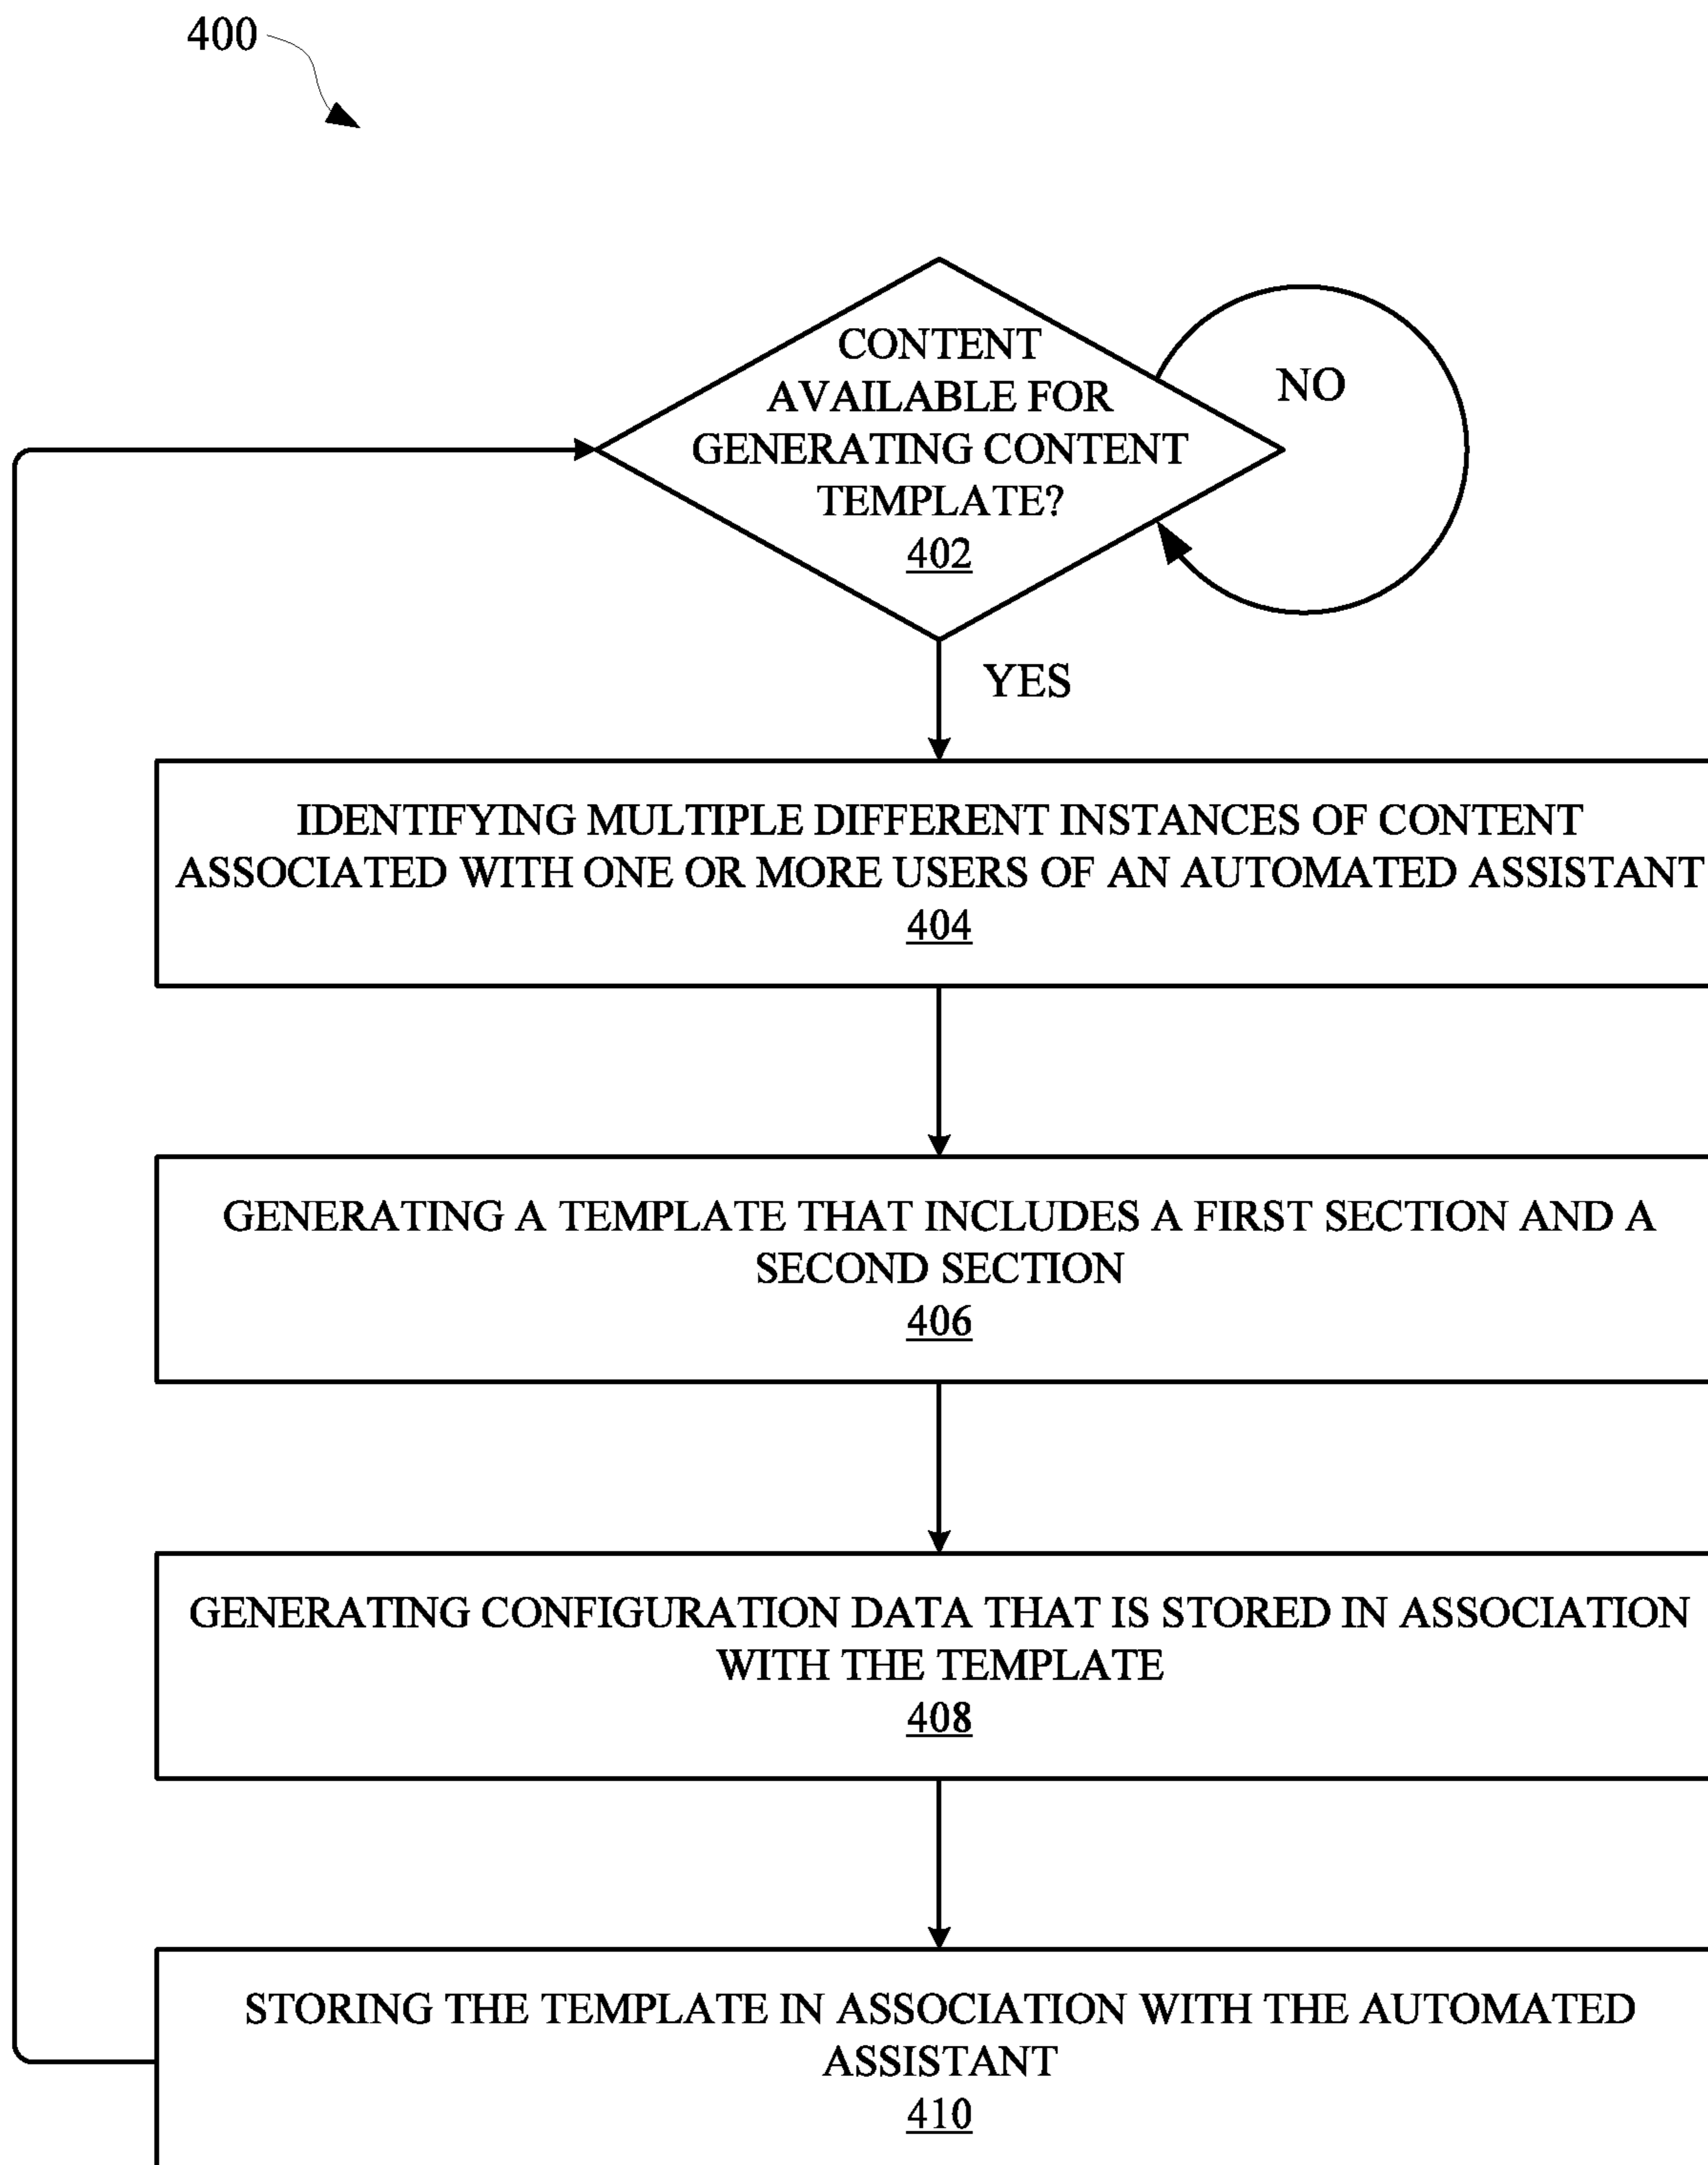 400
CONTENT
AVAILABLE FOR
GENERATING CONTENT
TEMPLATE?
402
NO
YES
IDENTIFYING MULTIPLE DIFFERENT INSTANCES OF CONTENT
ASSOCIATED WITH ONE OR MORE USERS OF AN AUTOMATED ASSISTANT
404
GENERATING A TEMPLATE THAT INCLUDES A FIRST SECTION AND A
SECOND SECTION
406
GENERATING CONFIGURATION DATA THAT IS STORED IN ASSOCIATION
WITH THE TEMPLATE
408
STORING THE TEMPLATE IN ASSOCIATION WITH THE AUTOMATED
ASSISTANT
410